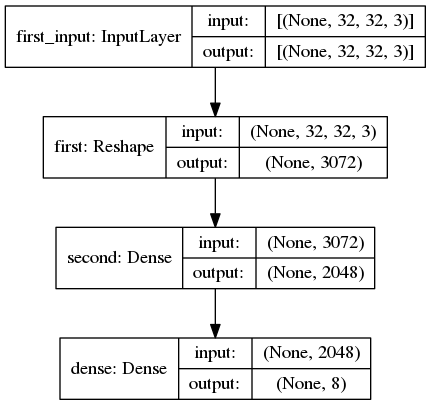 first_input: InputLayer
input: [(None, 32, 32, 3)]
output: [(None, 32, 32, 3)]
first: Reshape
input: (None, 32, 32, 3)
output: (None, 3072)
second: Dense
input: (None, 3072)
output: (None, 2048)
dense: Dense
input: (None, 2048)
output: (None, 8)